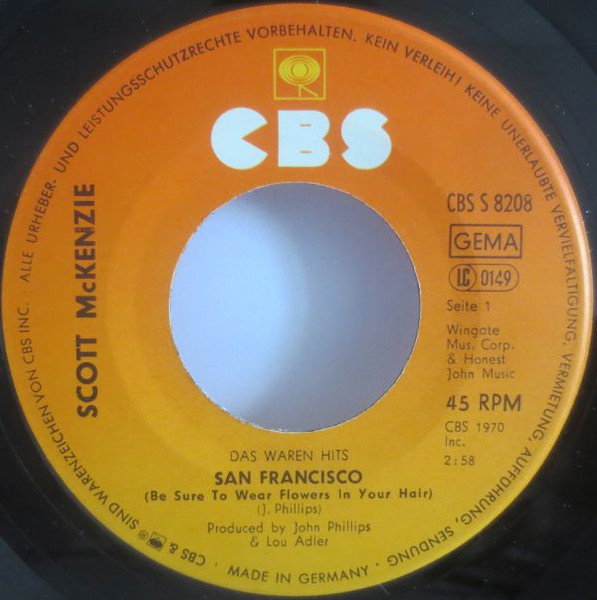 ALLE URHEBER- UND LEISTUNGSSCHUTZRECHTE VORBEHALTEN. KEIN VERLEIH! KEINE UNERLAUBTE VERVIELFÄLTIGUNG, VERMIETUNG, AUFFÜHRUNG, SENDUNG
CBS
SCOTT McKENZIE
CBS S 8208
GEMA
LC 0149
Seite 1
Wingate
Mus. Corp.
& Honest
John Music
45 RPM
CBS 1970
Inc.
2:58
DAS WAREN HITS
SAN FRANCISCO
(Be Sure To Wear Flowers In Your Hair)
(J. Phillips)
Produced by John Phillips
& Lou Adler
CBS & ® SIND WARENZEICHEN VON CBS INC. ·
· MADE IN GERMANY ·